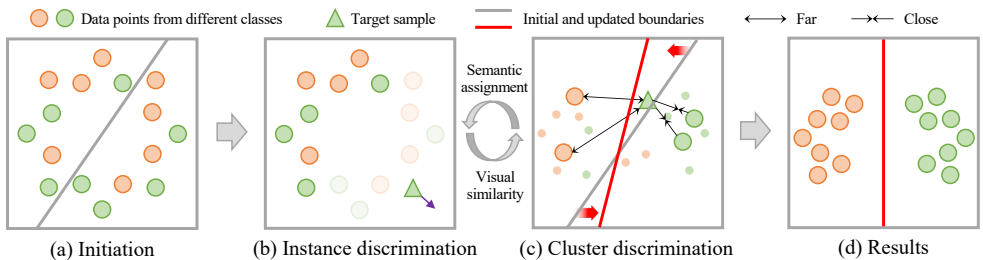 Data points from different classes Target sample Initial and updated boundaries Far Close
Semantic
assignment
Visual
similarity
(a) Initiation (b) Instance discrimination (c) Cluster discrimination (d) Results